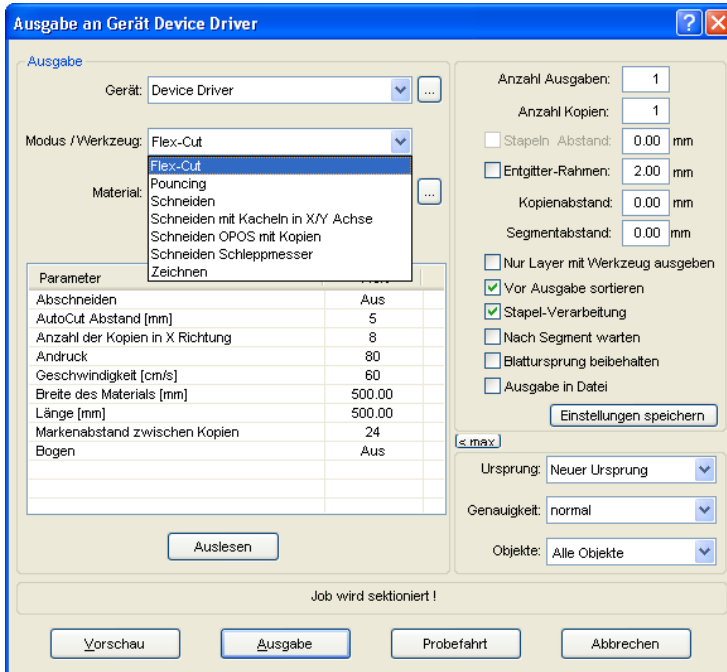 Ausgabe an Gerät Device Driver
Ausgabe
Gerät: Device Driver ...
Modus / Werkzeug: Flex-Cut
Flex-Cut
Pouncing
Schneiden
Schneiden mit Kacheln in X/Y Achse
Schneiden OPOS mit Kopien
Schneiden Schleppmesser
Zeichnen
Material: ...
Parameter
Abschneiden Aus
AutoCut Abstand [mm] 5
Anzahl der Kopien in X Richtung 8
Andruck 80
Geschwindigkeit [cm/s] 60
Breite des Materials [mm] 500.00
Länge [mm] 500.00
Markenabstand zwischen Kopien 24
Bogen Aus
Auslesen
Anzahl Ausgaben: 1
Anzahl Kopien: 1
Stapeln Abstand: 0.00 mm
Entgitter-Rahmen: 2.00 mm
Kopienabstand: 0.00 mm
Segmentabstand: 0.00 mm
Nur Layer mit Werkzeug ausgeben
Vor Ausgabe sortieren
Stapel-Verarbeitung
Nach Segment warten
Blattursprung beibehalten
Ausgabe in Datei
Einstellungen speichern
< max
Ursprung: Neuer Ursprung
Genauigkeit: normal
Objekte: Alle Objekte
Job wird sektioniert !
Vorschau Ausgabe Probefahrt Abbrechen